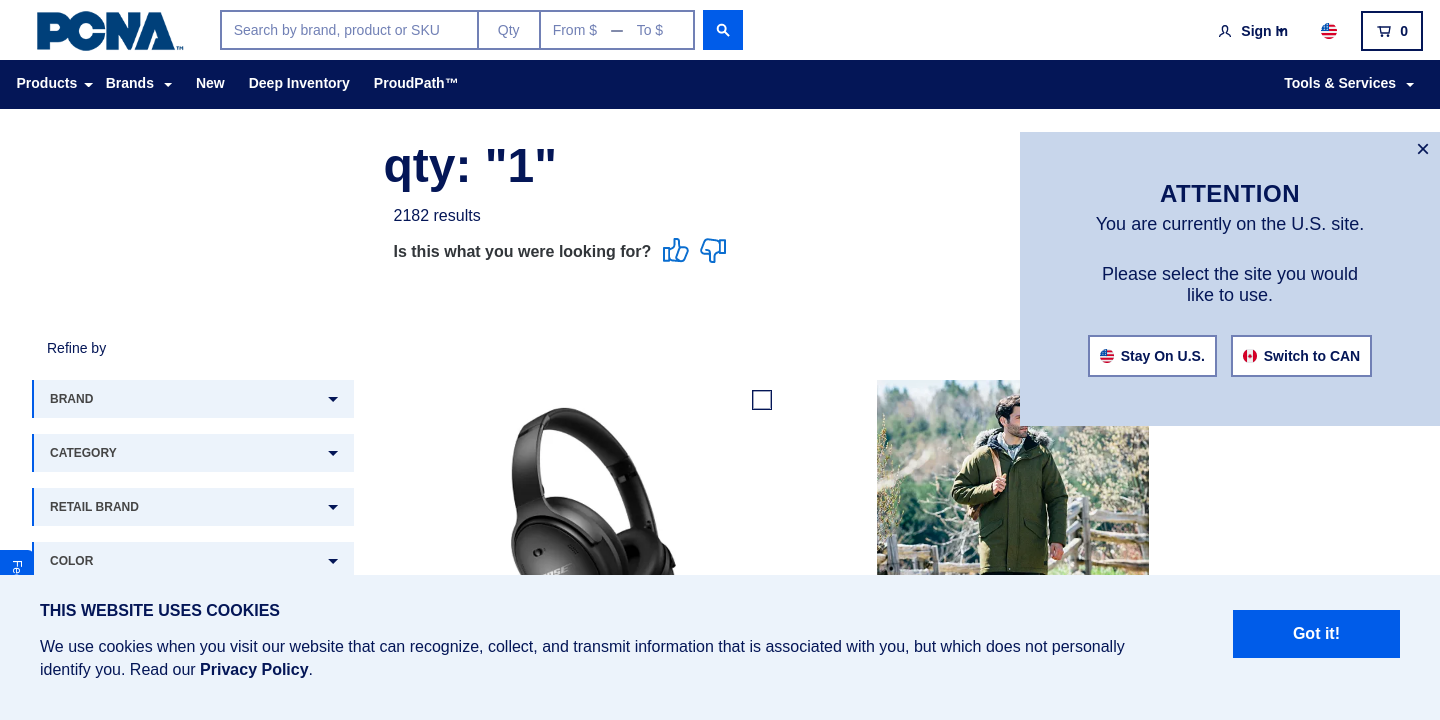 PCNA™
Search by brand, product or SKU
Qty
From $ — To $
Sign In
0
Products
Brands
New
Deep Inventory
ProudPath™
Tools & Services
qty: "1"
2182 results
Is this what you were looking for?
×
ATTENTION
You are currently on the U.S. site.
Please select the site you would
like to use.
Stay On U.S.
Switch to CAN
Refine by
BRAND
CATEGORY
RETAIL BRAND
COLOR
BOSE
THIS WEBSITE USES COOKIES
We use cookies when you visit our website that can recognize, collect, and transmit information that is associated with you, but which does not personally
identify you. Read our Privacy Policy.
Got it!